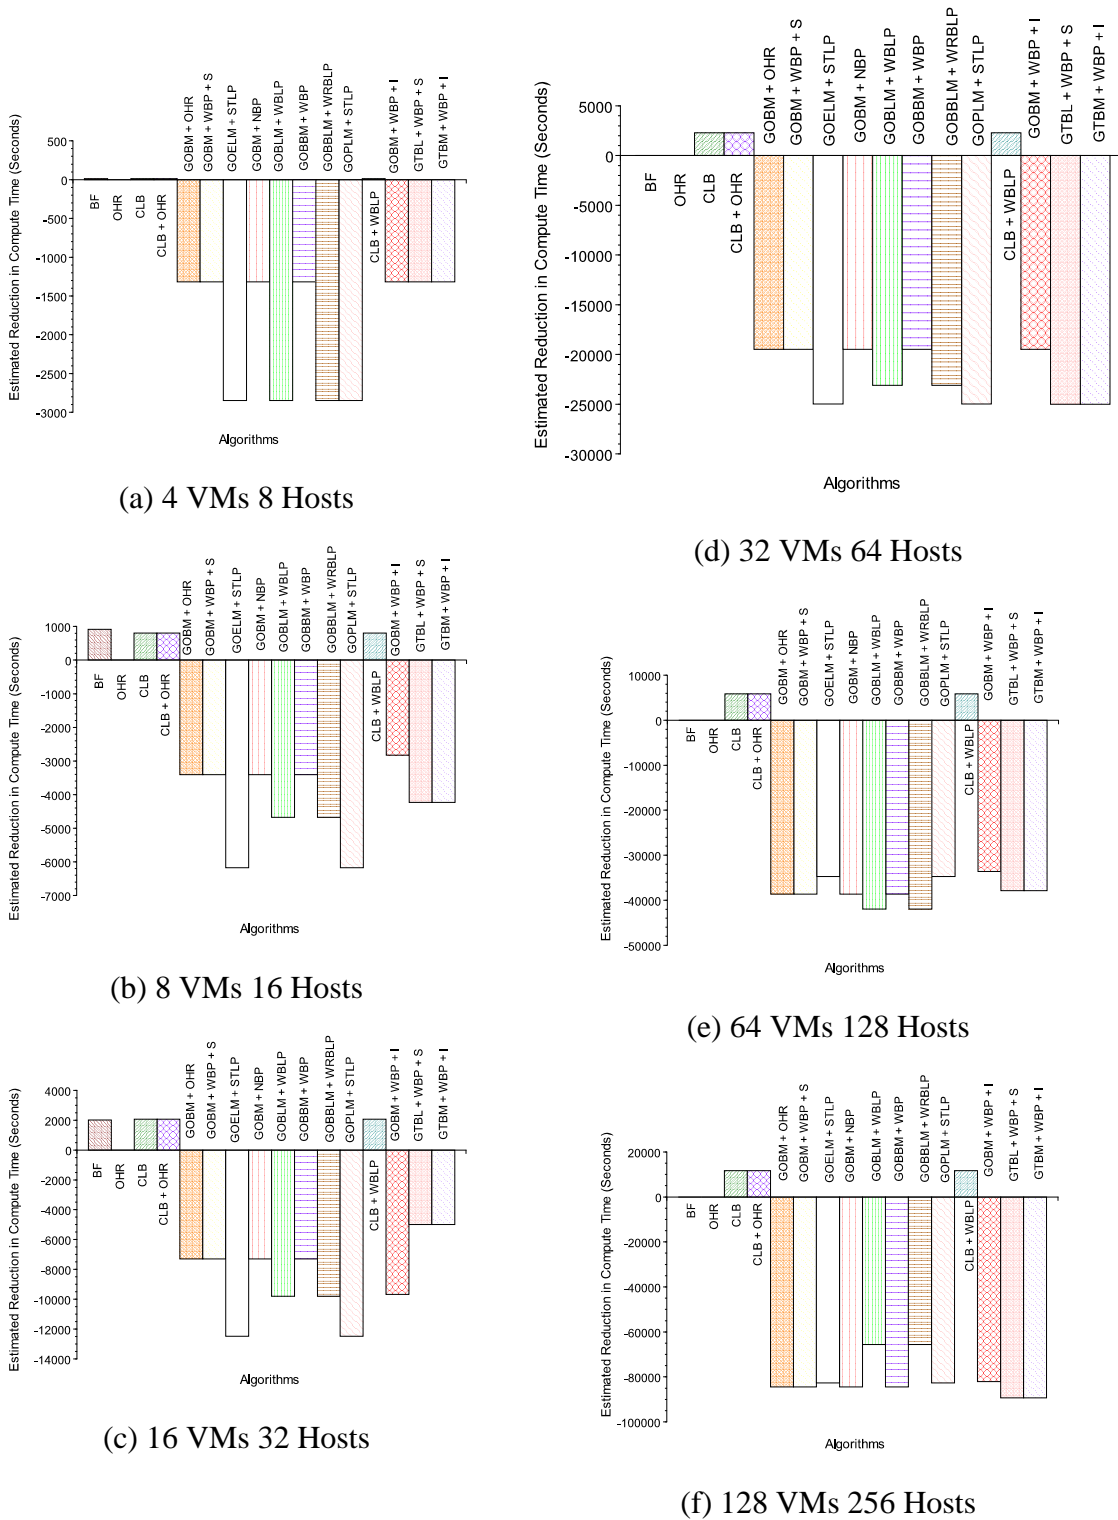 Estimated Reduction in Compute Time (Seconds)
500
0
-500
-1000
-1500
-2000
-2500
-3000
BF
OHR
CLB
CLB + OHR
GOBM + OHR
GOBM + WBP + S
GOELM + STLP
GOBM + NBP
GOBLM + WBLP
GOBBM + WBP
GOBBLM + WRBLP
GOPLM + STLP
CLB + WBLP
GOBM + WBP + I
GTBL + WBP + S
GTBM + WBP + I
Algorithms
(a) 4 VMs 8 Hosts
Estimated Reduction in Compute Time (Seconds)
1000
0
-1000
-2000
-3000
-4000
-5000
-6000
-7000
BF
OHR
CLB
CLB + OHR
GOBM + OHR
GOBM + WBP + S
GOELM + STLP
GOBM + NBP
GOBLM + WBLP
GOBBM + WBP
GOBBLM + WRBLP
GOPLM + STLP
CLB + WBLP
GOBM + WBP + I
GTBL + WBP + S
GTBM + WBP + I
Algorithms
(b) 8 VMs 16 Hosts
Estimated Reduction in Compute Time (Seconds)
4000
2000
0
-2000
-4000
-6000
-8000
-10000
-12000
-14000
BF
OHR
CLB
CLB + OHR
GOBM + OHR
GOBM + WBP + S
GOELM + STLP
GOBM + NBP
GOBLM + WBLP
GOBBM + WBP
GOBBLM + WRBLP
GOPLM + STLP
CLB + WBLP
GOBM + WBP + I
GTBL + WBP + S
GTBM + WBP + I
Algorithms
(c) 16 VMs 32 Hosts
Estimated Reduction in Compute Time (Seconds)
5000
0
-5000
-10000
-15000
-20000
-25000
-30000
BF
OHR
CLB
CLB + OHR
GOBM + OHR
GOBM + WBP + S
GOELM + STLP
GOBM + NBP
GOBLM + WBLP
GOBBM + WBP
GOBBLM + WRBLP
GOPLM + STLP
CLB + WBLP
GOBM + WBP + I
GTBL + WBP + S
GTBM + WBP + I
Algorithms
(d) 32 VMs 64 Hosts
Estimated Reduction in Compute Time (Seconds)
10000
0
-10000
-20000
-30000
-40000
-50000
BF
OHR
CLB
CLB + OHR
GOBM + OHR
GOBM + WBP + S
GOELM + STLP
GOBM + NBP
GOBLM + WBLP
GOBBM + WBP
GOBBLM + WRBLP
GOPLM + STLP
CLB + WBLP
GOBM + WBP + I
GTBL + WBP + S
GTBM + WBP + I
Algorithms
(e) 64 VMs 128 Hosts
Estimated Reduction in Compute Time (Seconds)
20000
0
-20000
-40000
-60000
-80000
-100000
BF
OHR
CLB
CLB + OHR
GOBM + OHR
GOBM + WBP + S
GOELM + STLP
GOBM + NBP
GOBLM + WBLP
GOBBM + WBP
GOBBLM + WRBLP
GOPLM + STLP
CLB + WBLP
GOBM + WBP + I
GTBL + WBP + S
GTBM + WBP + I
Algorithms
(f) 128 VMs 256 Hosts